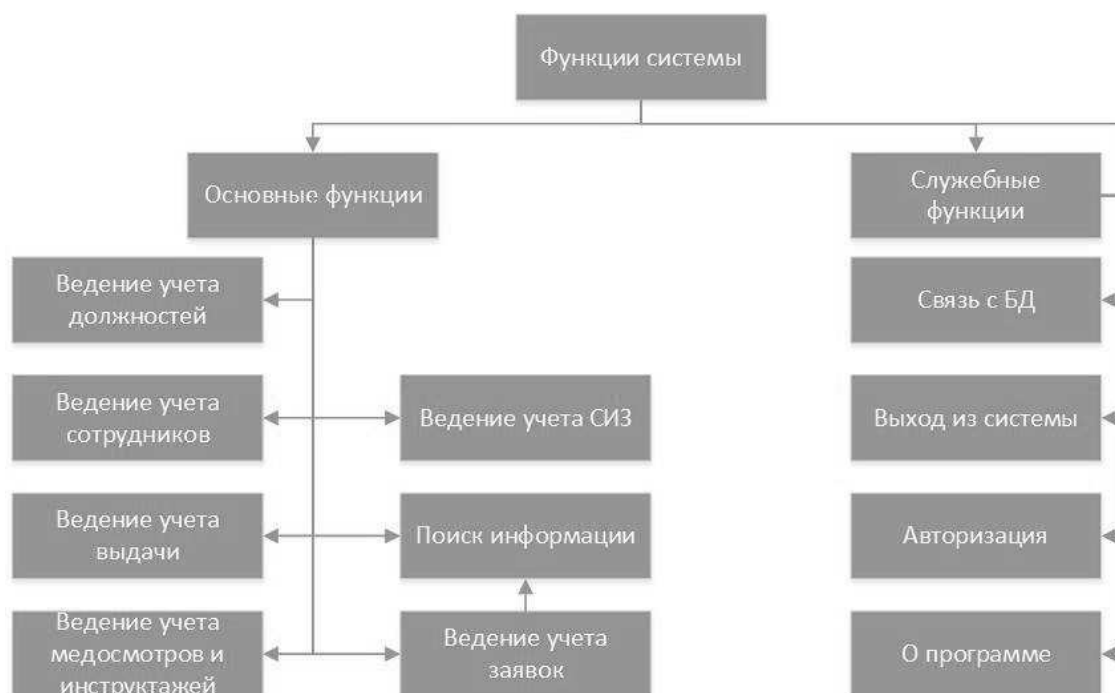 Функции системы
Основные функции
Служебные
функции
Ведение учета
должностей
Связь с БД
Ведение учета
сотрудников
Ведение учета СИЗ
Выход из системы
Ведение учета
выдачи
Поиск информации
Авторизация
Ведение учета
медосмотров и
инструктажей
Ведение учета
заявок
О программе